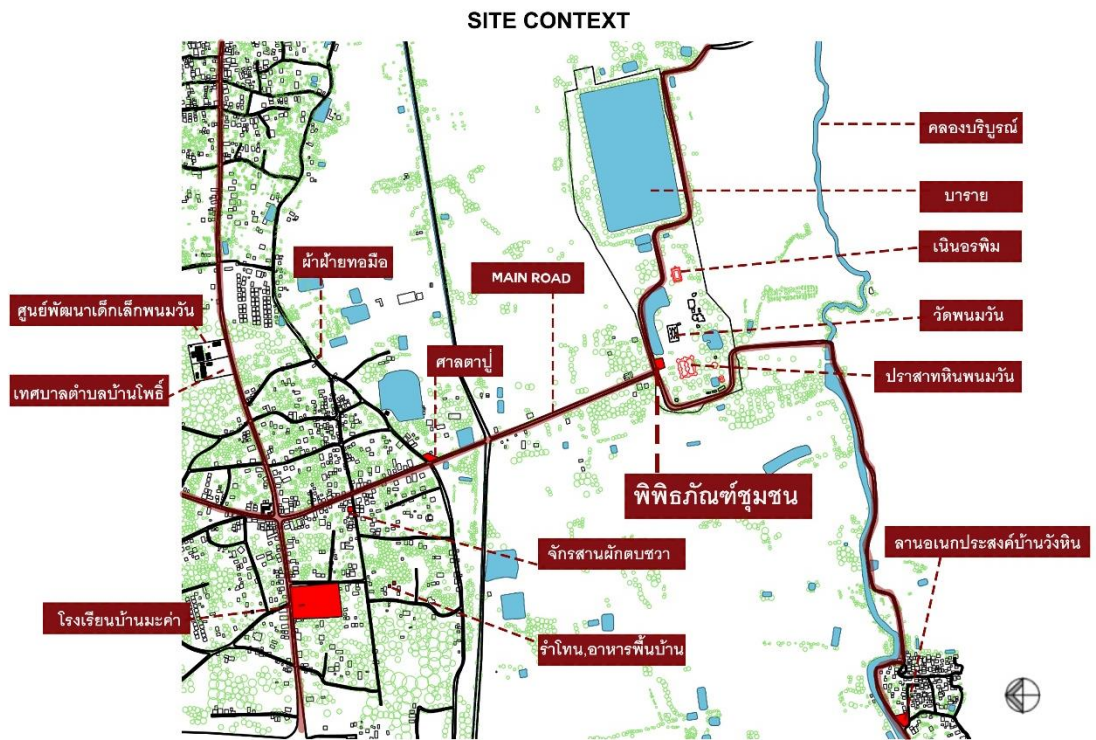 SITE CONTEXT
คลองบริบูรณ์
บาราย
เนินอรพิม
ผ้าฝ้ายทอมือ
MAIN ROAD
ศูนย์พัฒนาเด็กเล็กพนมวัน
วัดพนมวัน
ศาลตาปู่
ปราสาทหินพนมวัน
เทศบาลตำบลบ้านโพธิ์
พิพิธภัณฑ์ชุมชน
ลานอเนกประสงค์บ้านวังหิน
จักรสานผักตบชวา
โรงเรียนบ้านมะค่า
รำโทน,อาหารพื้นบ้าน